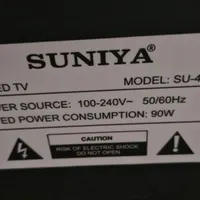 SUNIYA®
ED TV MODEL: SU-4
WER SOURCE: 100-240V~ 50/60Hz
TED POWER CONSUMPTION: 90W
CAUTION
RISK OF ELECTRIC SHOCK
DO NOT OPEN